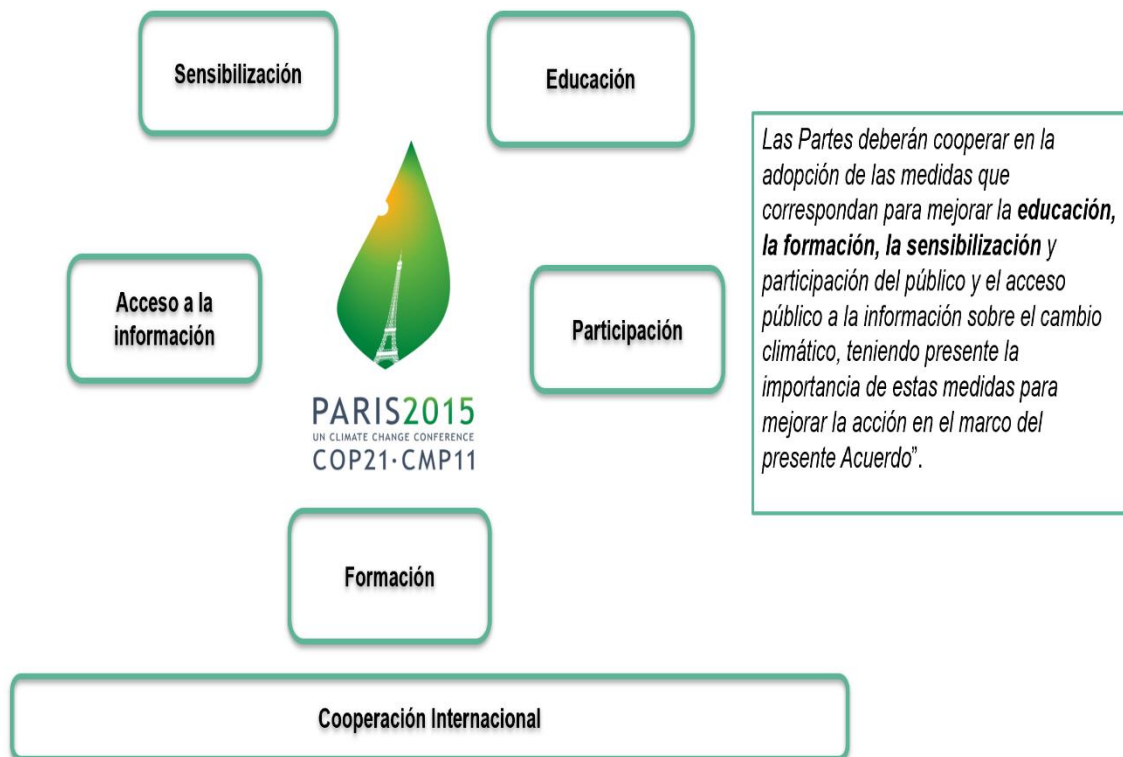 Sensibilización
Educación
Acceso a la
información
Participación
PARIS2015
UN CLIMATE CHANGE CONFERENCE
COP21·CMP11
Formación
Cooperación Internacional
Las Partes deberán cooperar en la
adopción de las medidas que
correspondan para mejorar la educación,
la formación, la sensibilización y
participación del público y el acceso
público a la información sobre el cambio
climático, teniendo presente la
importancia de estas medidas para
mejorar la acción en el marco del
presente Acuerdo”.